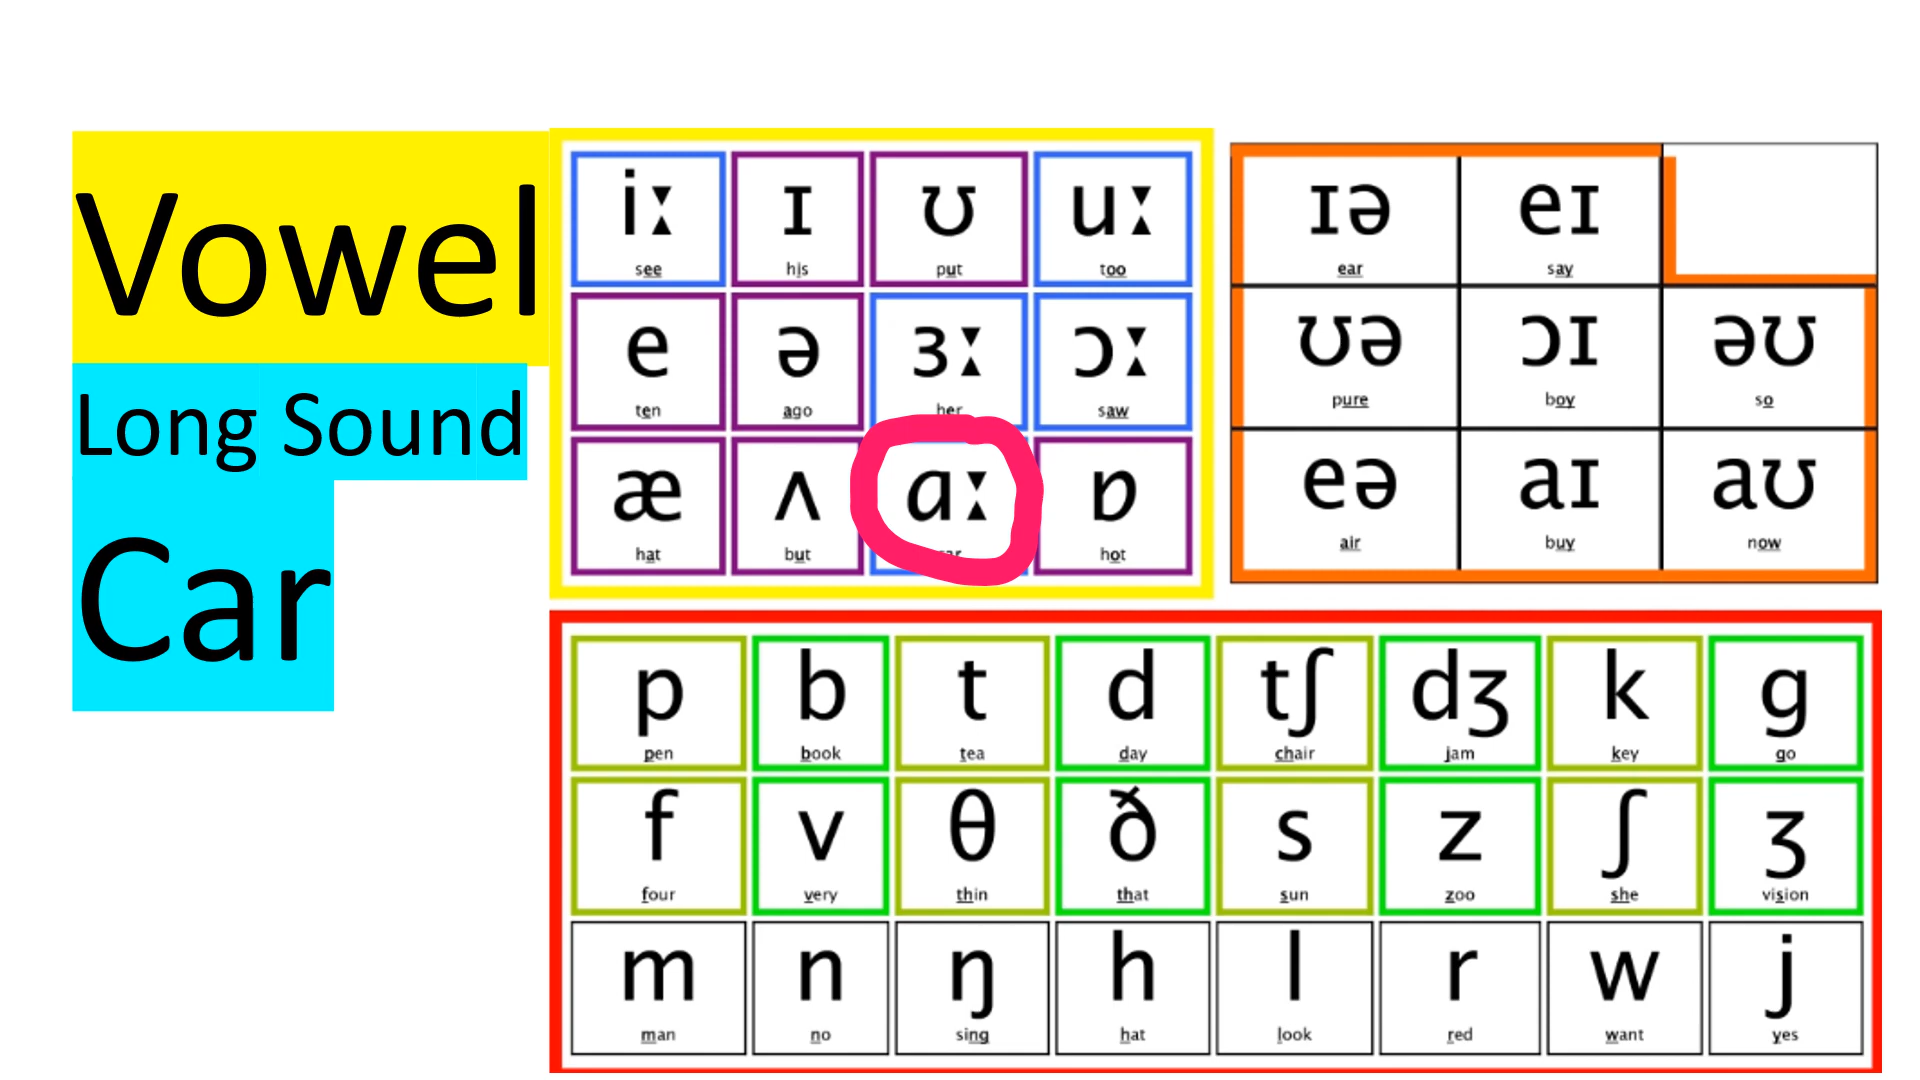 Vowel
Long Sound
Car
iː ɪ ʊ uː
see his put too
e ə ɜː ɔː
ten ago her saw
æ ʌ ɑː ɒ
hat but hot
ɪə eɪ
ear say
ʊə ɔɪ əʊ
pure boy so
eə aɪ aʊ
air buy now
p b t d tʃ dʒ k g
pen book tea day chair jam key go
f v θ ð s z ʃ ʒ
four very thin that sun zoo she vision
m n ŋ h l r w j
man no sing hat look red want yes